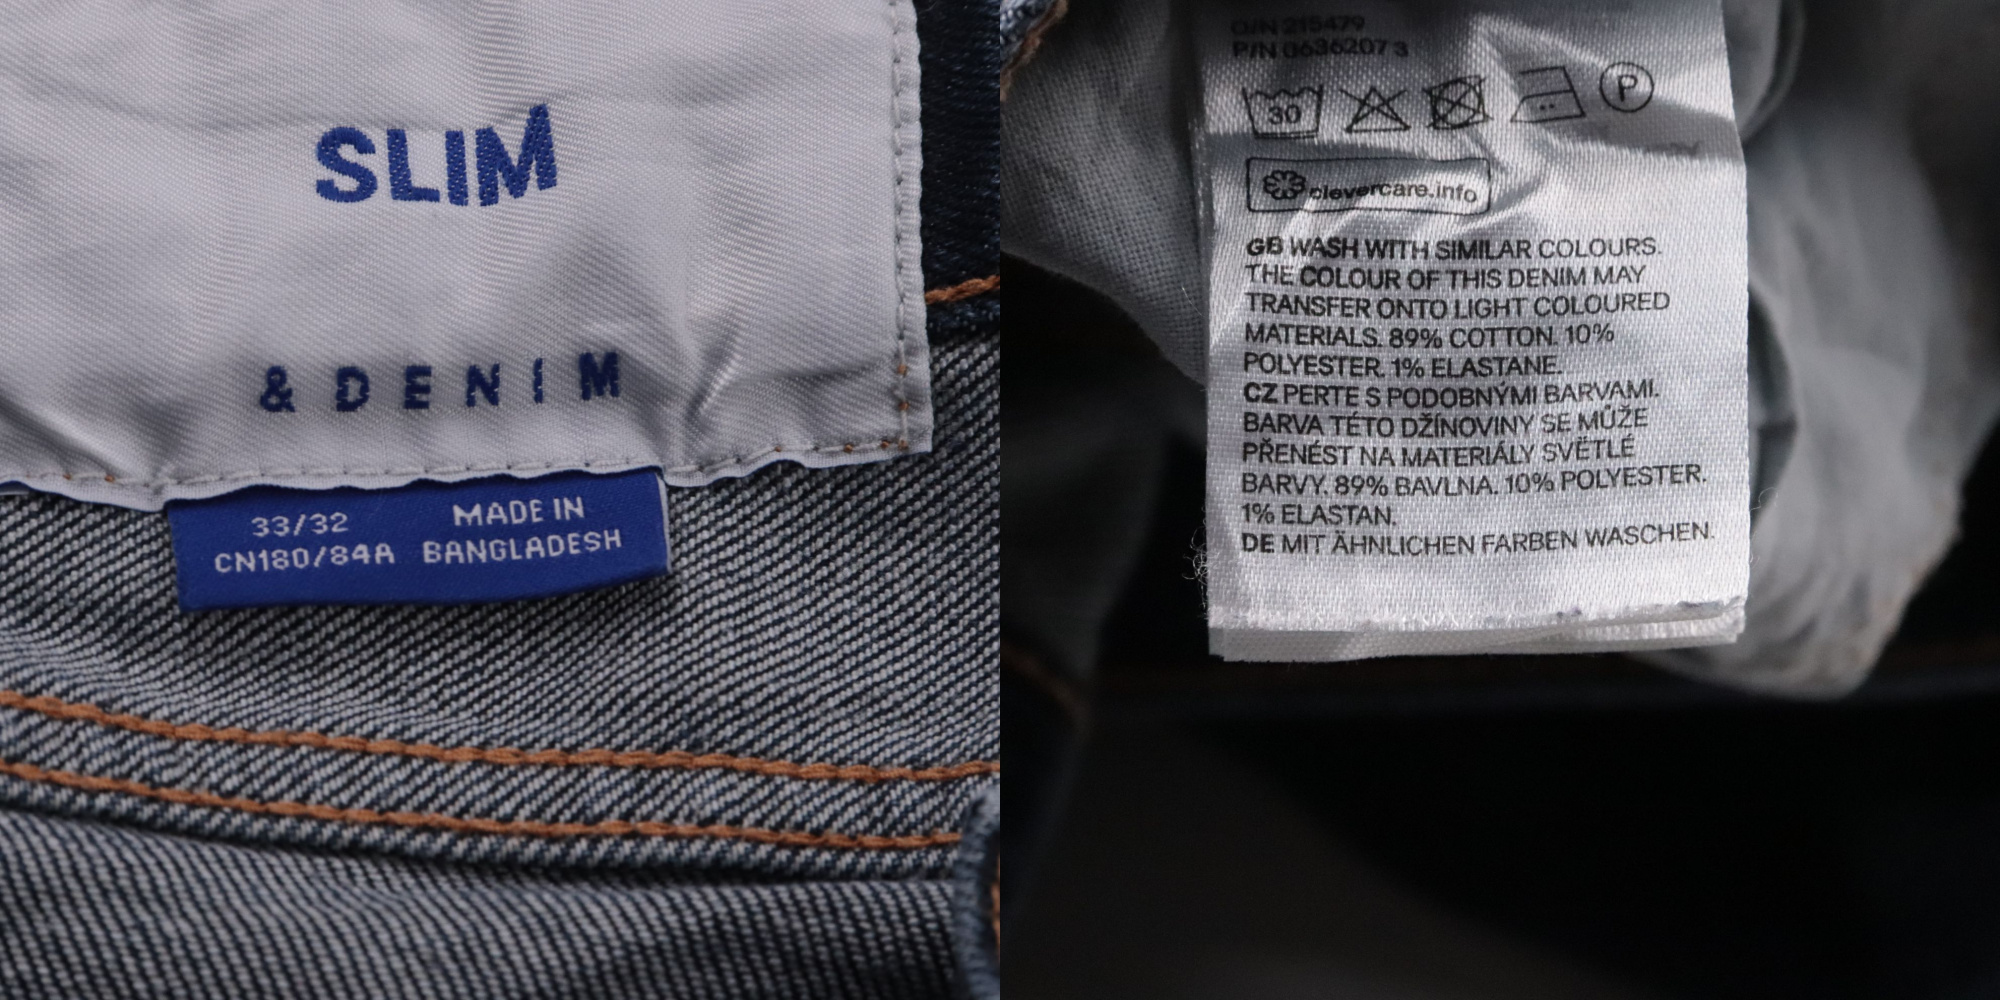 SLIM
& DENIM
33/32
CN180/84A
MADE IN
BANGLADESH
O/N 215479
P/N 0636207 3
30
P
clevercare.info
GB WASH WITH SIMILAR COLOURS.
THE COLOUR OF THIS DENIM MAY
TRANSFER ONTO LIGHT COLOURED
MATERIALS. 89% COTTON. 10%
POLYESTER. 1% ELASTANE.
CZ PERTE S PODOBNÝMI BARVAMI.
BARVA TÉTO DŽÍNOVINY SE MŮŽE
PŘENÉST NA MATERIÁLY SVĚTLÉ
BARVY. 89% BAVLNA. 10% POLYESTER.
1% ELASTAN.
DE MIT ÄHNLICHEN FARBEN WASCHEN.